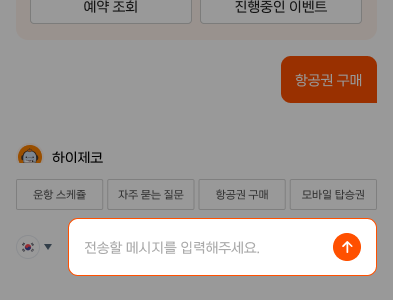 예약 조회
진행중인 이벤트
항공권 구매
하이제코
운항 스케쥴
자주 묻는 질문
항공권 구매
모바일 탑승권
전송할 메시지를 입력해주세요.